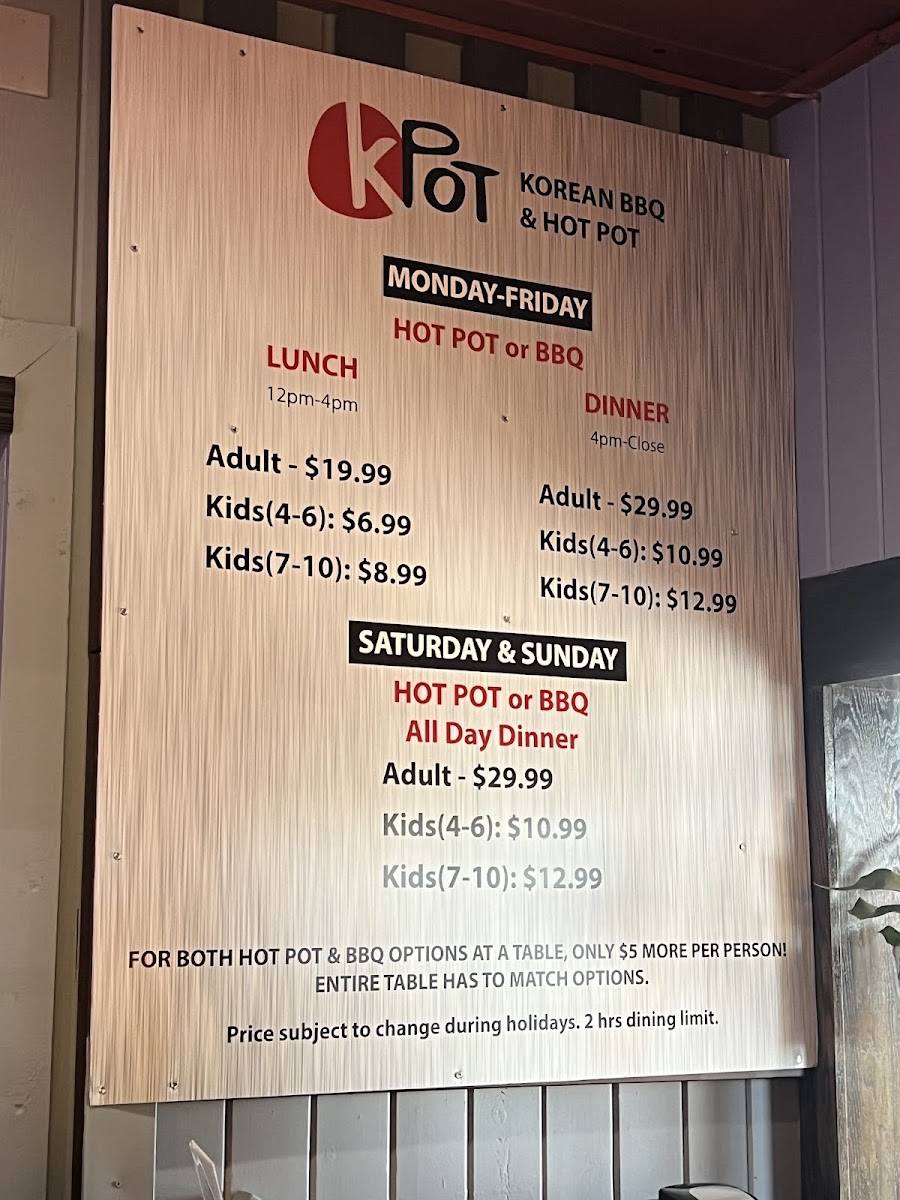 kPOT
KOREAN BBQ
& HOT POT
MONDAY-FRIDAY
HOT POT or BBQ
LUNCH
12pm-4pm
Adult - $19.99
Kids(4-6): $6.99
Kids(7-10): $8.99
DINNER
4pm-Close
Adult - $29.99
Kids(4-6): $10.99
Kids(7-10): $12.99
SATURDAY & SUNDAY
HOT POT or BBQ
All Day Dinner
Adult - $29.99
Kids(4-6): $10.99
Kids(7-10): $12.99
FOR BOTH HOT POT & BBQ OPTIONS AT A TABLE, ONLY $5 MORE PER PERSON!
ENTIRE TABLE HAS TO MATCH OPTIONS.
Price subject to change during holidays. 2 hrs dining limit.